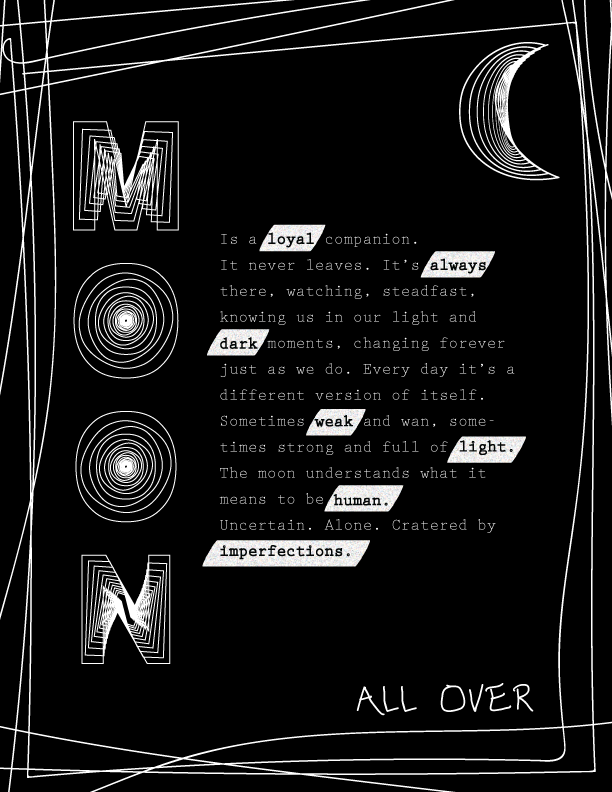 MOON
Is a loyal companion.
It never leaves. It's always
there, watching, steadfast,
knowing us in our light and
dark moments, changing forever
just as we do. Every day it's a
different version of itself.
Sometimes weak and wan, some-
times strong and full of light.
The moon understands what it
means to be human.
Uncertain. Alone. Cratered by
imperfections.
ALL OVER